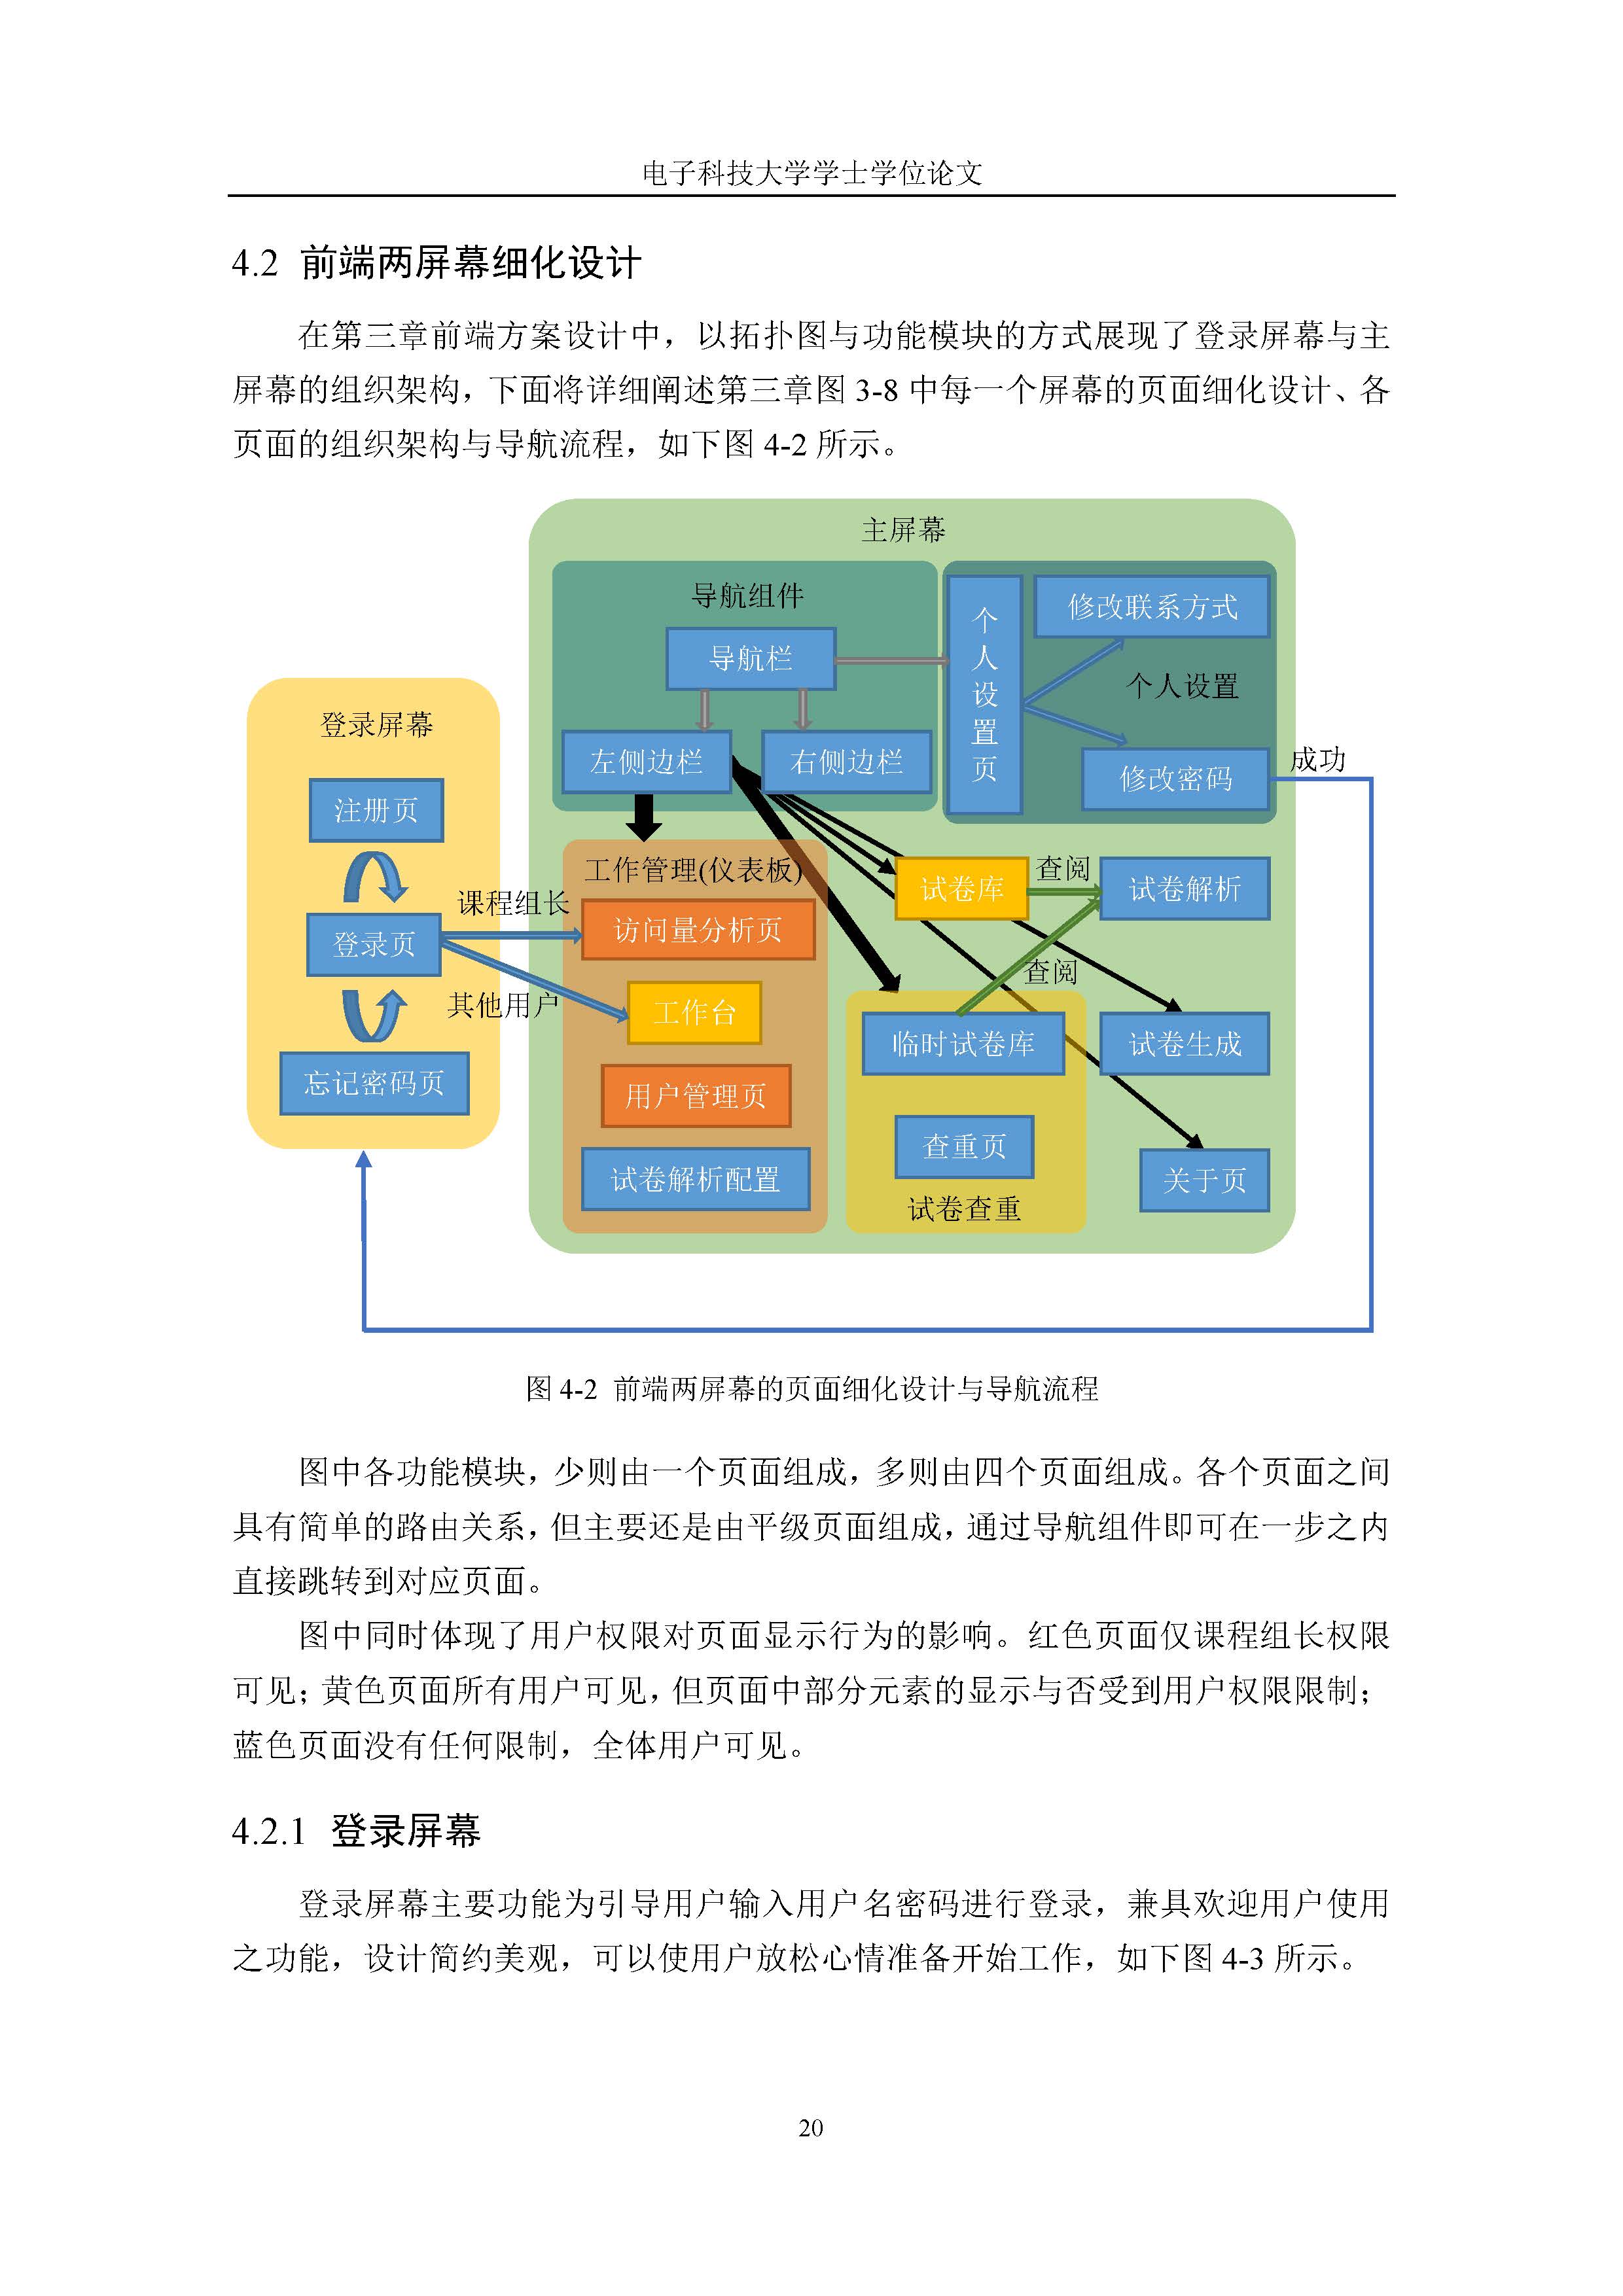 电子科技大学学士学位论文
4.2 前端两屏幕细化设计
在第三章前端方案设计中，以拓扑图与功能模块的方式展现了登录屏幕与主
屏幕的组织架构，下面将详细阐述第三章图 3-8 中每一个屏幕的页面细化设计、各
页面的组织架构与导航流程，如下图 4-2 所示。
主屏幕
导航组件
导航栏
左侧边栏
右侧边栏
个人设置页
修改联系方式
个人设置
修改密码
成功
登录屏幕
注册页
登录页
忘记密码页
课程组长
其他用户
工作管理(仪表板)
访问量分析页
工作台
用户管理页
试卷解析配置
试卷库
查阅
试卷解析
查阅
临时试卷库
试卷生成
查重页
试卷查重
关于页
图 4-2 前端两屏幕的页面细化设计与导航流程
图中各功能模块，少则由一个页面组成，多则由四个页面组成。各个页面之间
具有简单的路由关系，但主要还是由平级页面组成，通过导航组件即可在一步之内
直接跳转到对应页面。
图中同时体现了用户权限对页面显示行为的影响。红色页面仅课程组长权限
可见；黄色页面所有用户可见，但页面中部分元素的显示与否受到用户权限限制；
蓝色页面没有任何限制，全体用户可见。
4.2.1 登录屏幕
登录屏幕主要功能为引导用户输入用户名密码进行登录，兼具欢迎用户使用
之功能，设计简约美观，可以使用户放松心情准备开始工作，如下图 4-3 所示。
20